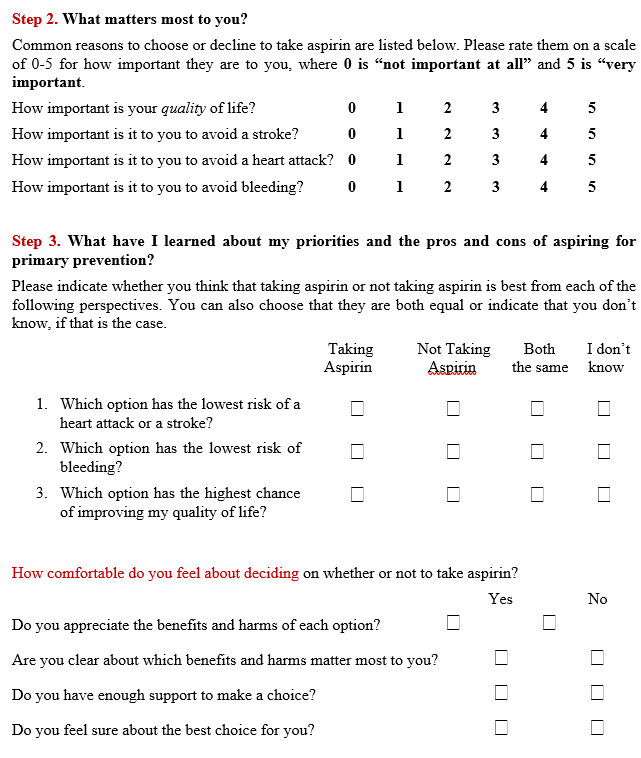 Step 2. What matters most to you?
Common reasons to choose or decline to take aspirin are listed below. Please rate them on a scale
of 0-5 for how important they are to you, where 0 is “not important at all” and 5 is “very
important.
How important is your quality of life? 0 1 2 3 4 5
How important is it to you to avoid a stroke? 0 1 2 3 4 5
How important is it to you to avoid a heart attack? 0 1 2 3 4 5
How important is it to you to avoid bleeding? 0 1 2 3 4 5
Step 3. What have I learned about my priorities and the pros and cons of aspiring for
primary prevention?
Please indicate whether you think that taking aspirin or not taking aspirin is best from each of the
following perspectives. You can also choose that they are both equal or indicate that you don’t
know, if that is the case.
Taking Not Taking Both I don’t
Aspirin Aspirin the same know
1. Which option has the lowest risk of a ☐ ☐ ☐ ☐
heart attack or a stroke?
2. Which option has the lowest risk of ☐ ☐ ☐ ☐
bleeding?
3. Which option has the highest chance ☐ ☐ ☐ ☐
of improving my quality of life?
How comfortable do you feel about deciding on whether or not to take aspirin?
Yes No
Do you appreciate the benefits and harms of each option? ☐ ☐
Are you clear about which benefits and harms matter most to you? ☐ ☐
Do you have enough support to make a choice? ☐ ☐
Do you feel sure about the best choice for you? ☐ ☐